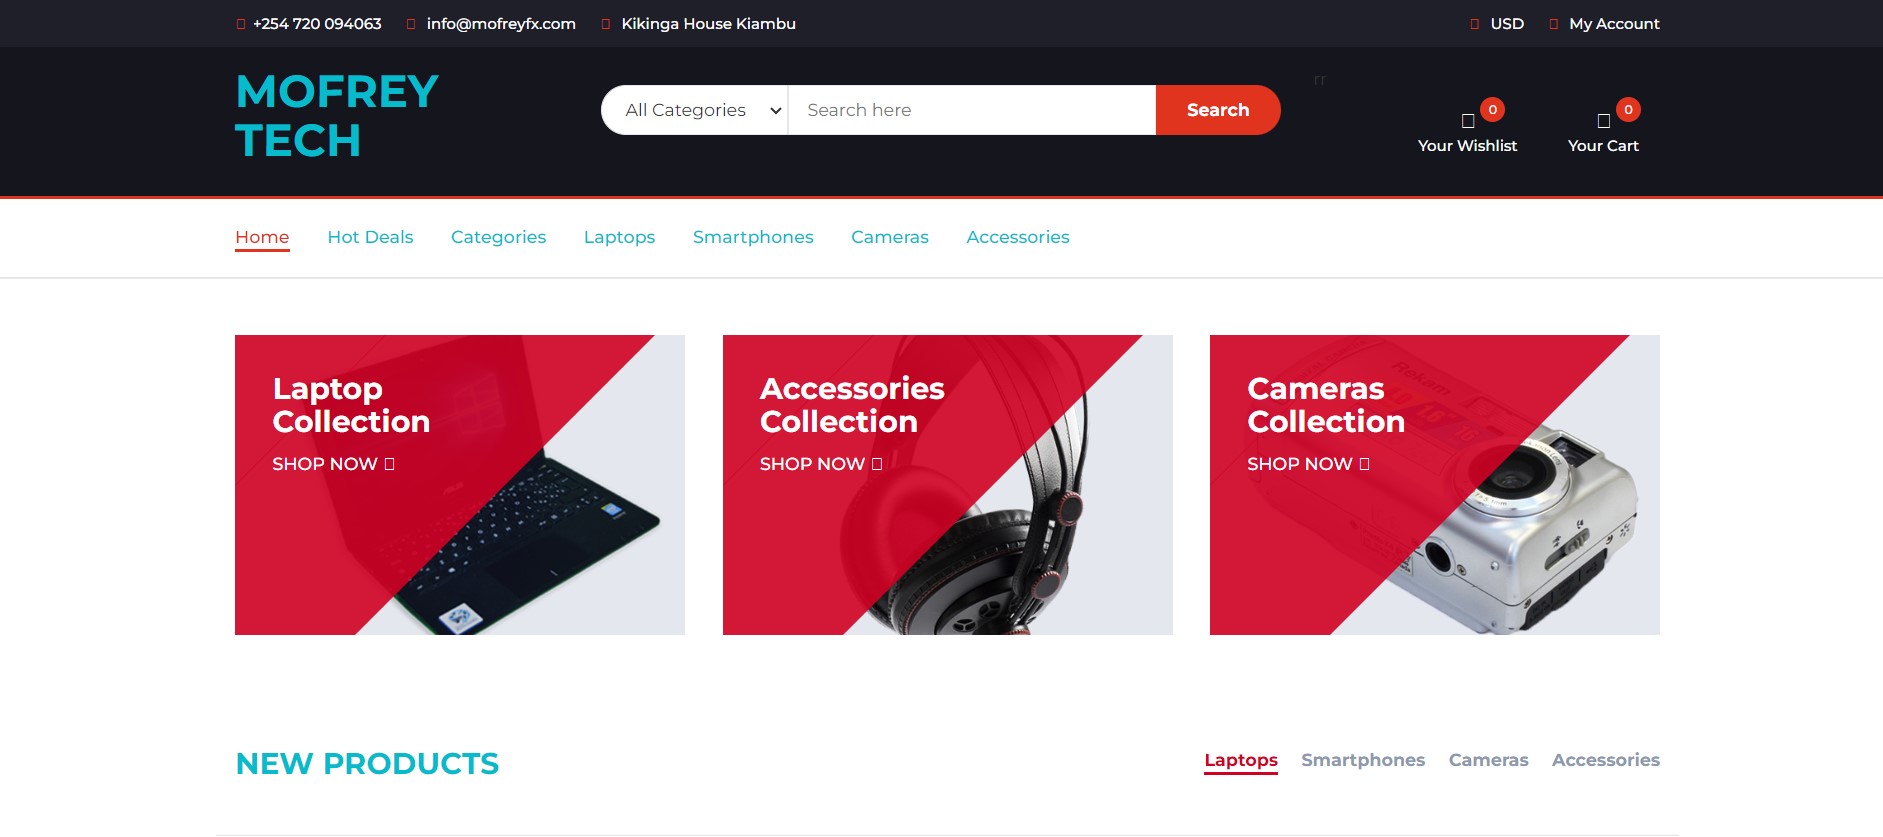 +254 720 094063 info@mofreyfx.com Kikinga House Kiambu USD My Account
MOFREY
TECH
All Categories Search here Search
rr
0 0
Your Wishlist Your Cart
Home Hot Deals Categories Laptops Smartphones Cameras Accessories
Laptop
Collection
SHOP NOW
Accessories
Collection
SHOP NOW
Cameras
Collection
SHOP NOW
Rekam
NEW PRODUCTS
Laptops Smartphones Cameras Accessories